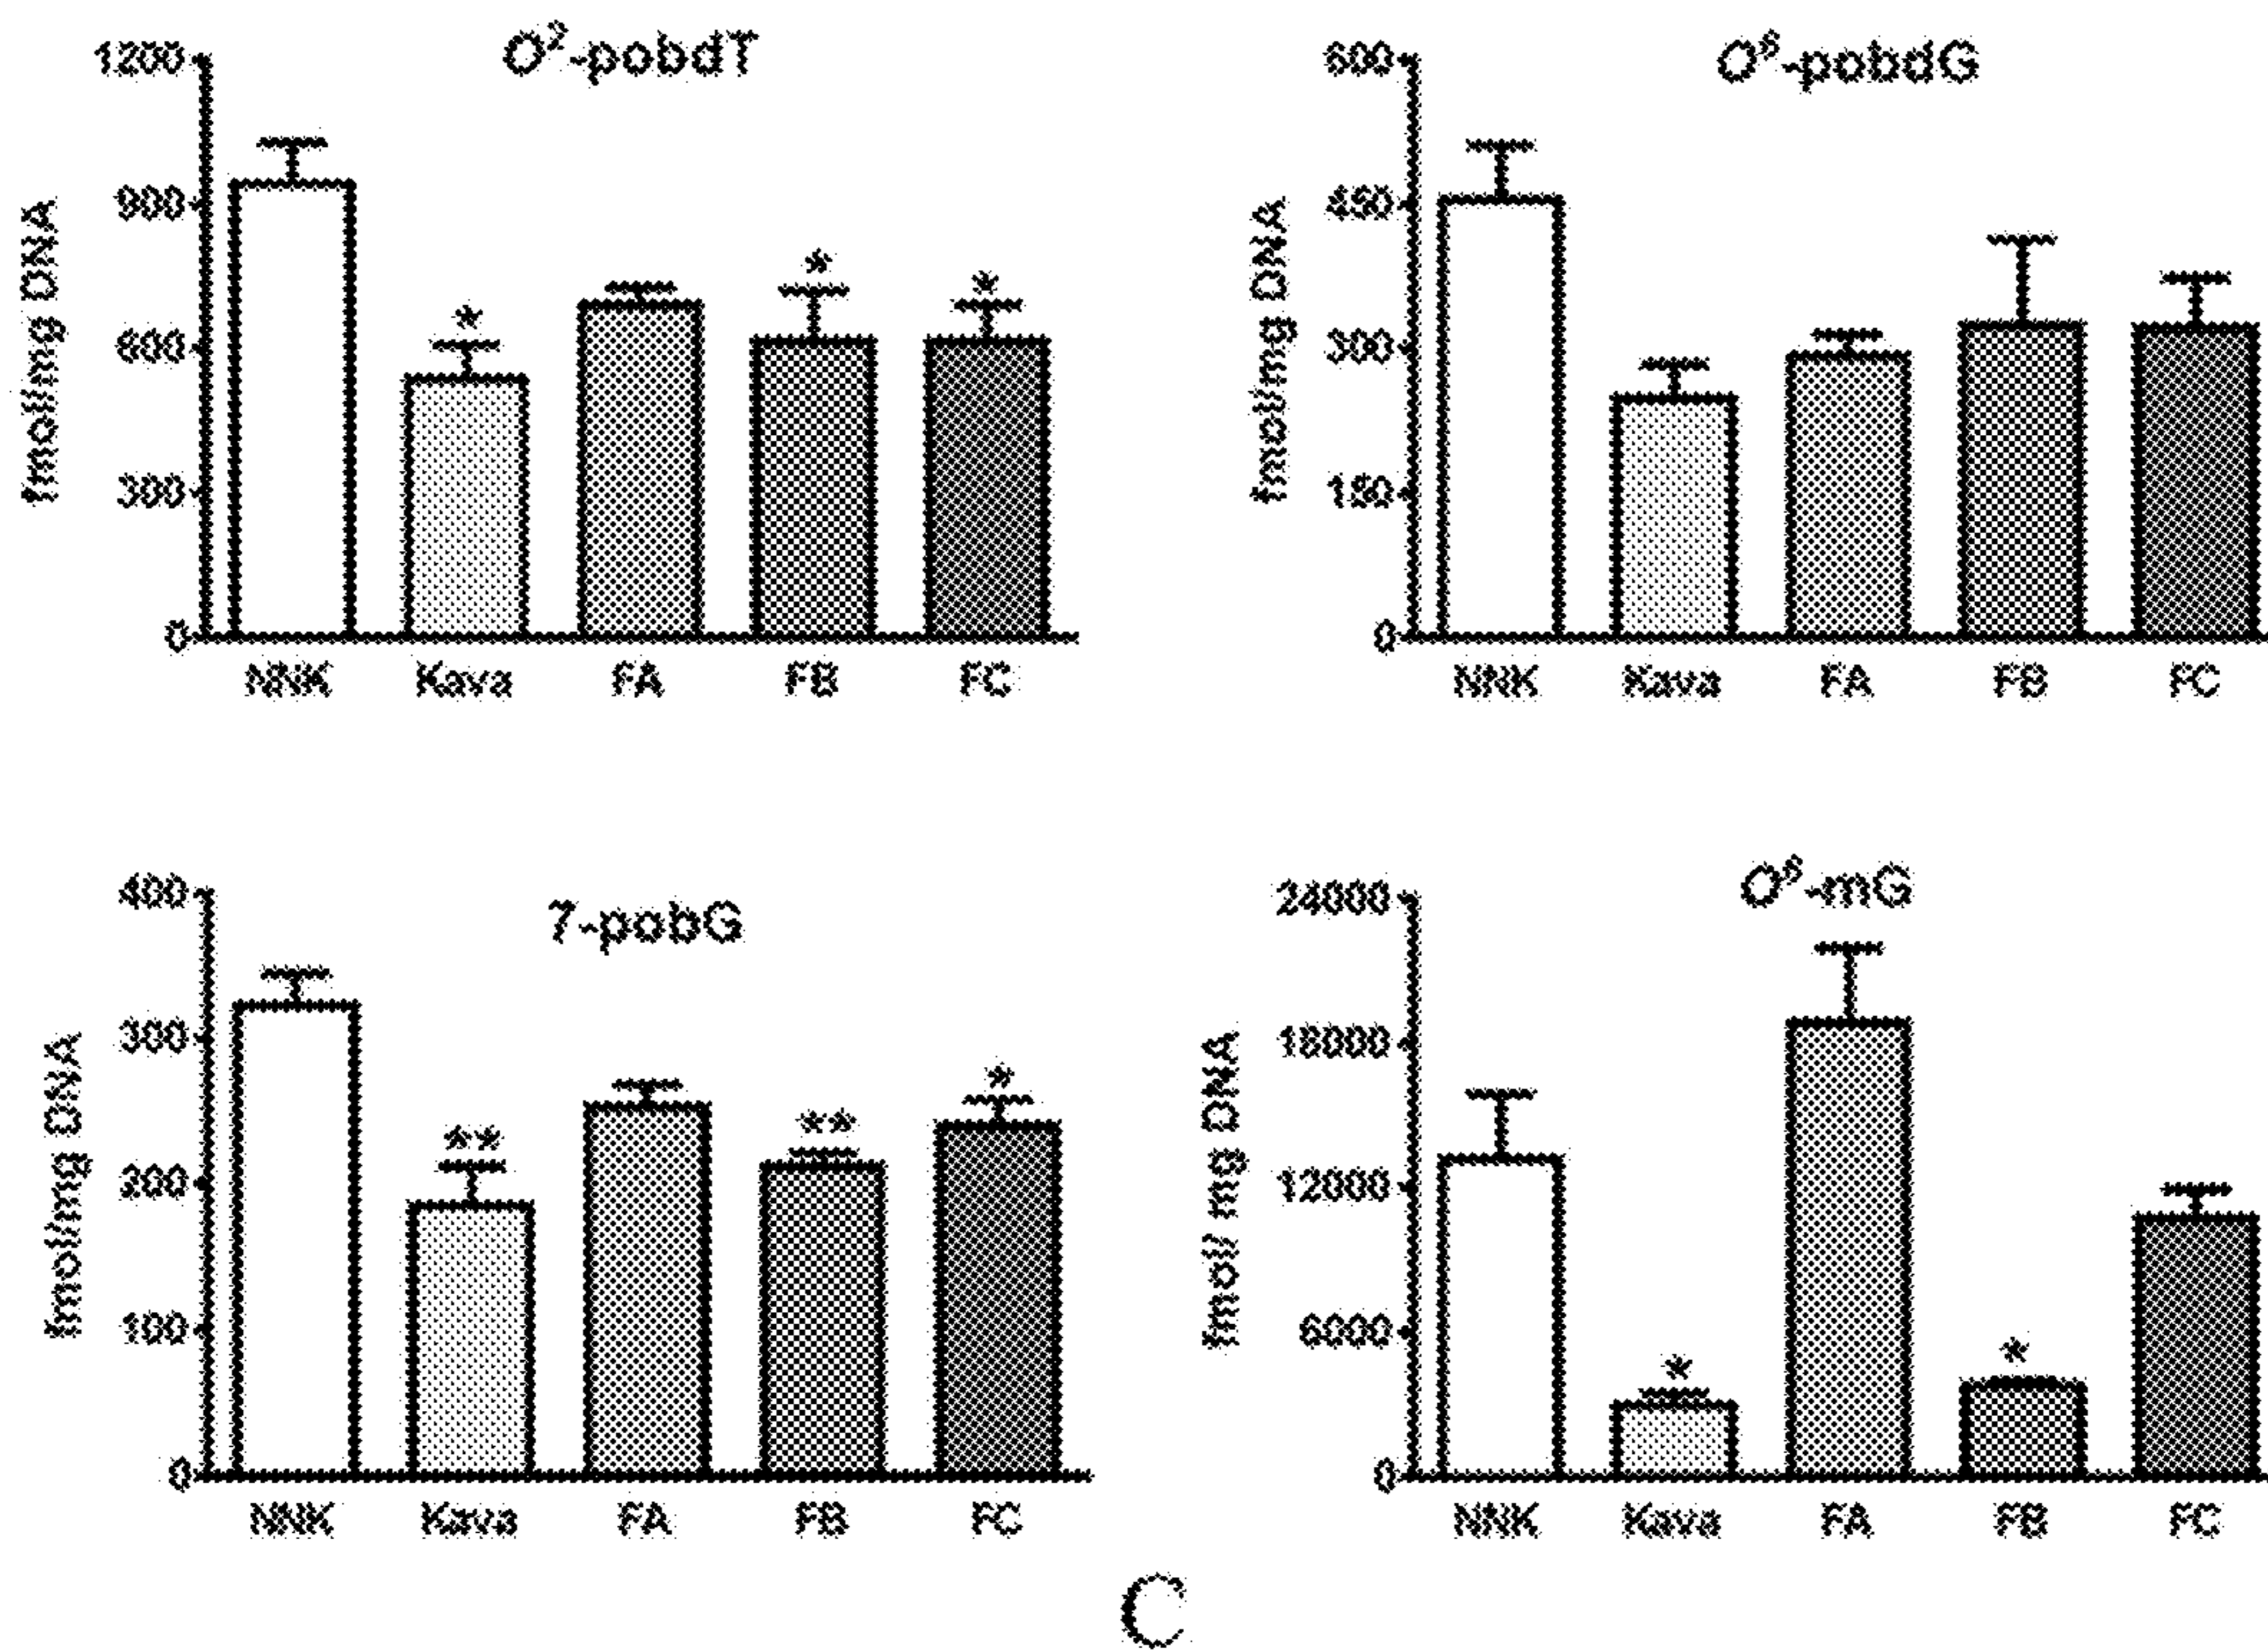 O²-pobdT
1200
900
600
300
0
fmol/mg DNA
*
*
*
NNK Kava FA FB FC
O⁶-pobdG
600
450
300
150
0
fmol/mg DNA
NNK Kava FA FB FC
7-pobG
400
300
200
100
0
fmol/mg DNA
**
**
*
NNK Kava FA FB FC
O⁶-mG
24000
18000
12000
6000
0
fmol/ mg DNA
*
*
NNK Kava FA FB FC
C